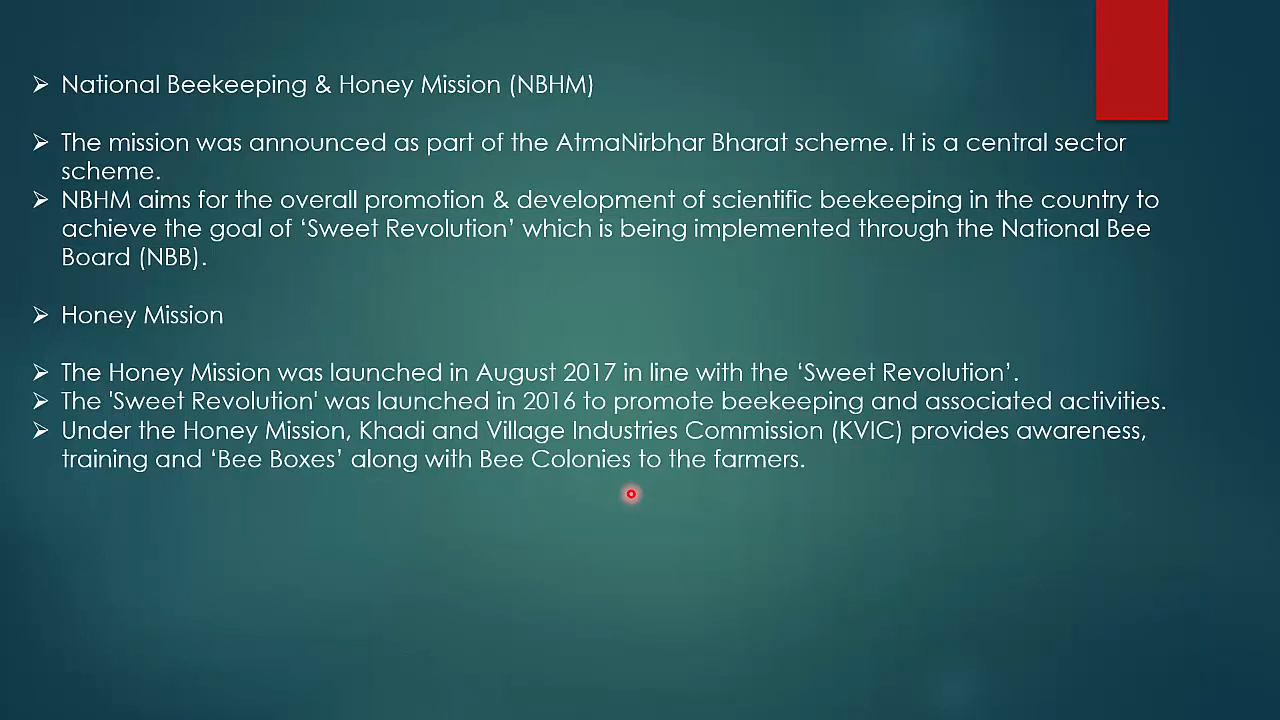 ➢ National Beekeeping & Honey Mission (NBHM)
➢ The mission was announced as part of the AtmaNirbhar Bharat scheme. It is a central sector
scheme.
➢ NBHM aims for the overall promotion & development of scientific beekeeping in the country to
achieve the goal of ‘Sweet Revolution’ which is being implemented through the National Bee
Board (NBB).
➢ Honey Mission
➢ The Honey Mission was launched in August 2017 in line with the ‘Sweet Revolution’.
➢ The 'Sweet Revolution' was launched in 2016 to promote beekeeping and associated activities.
➢ Under the Honey Mission, Khadi and Village Industries Commission (KVIC) provides awareness,
training and ‘Bee Boxes’ along with Bee Colonies to the farmers.